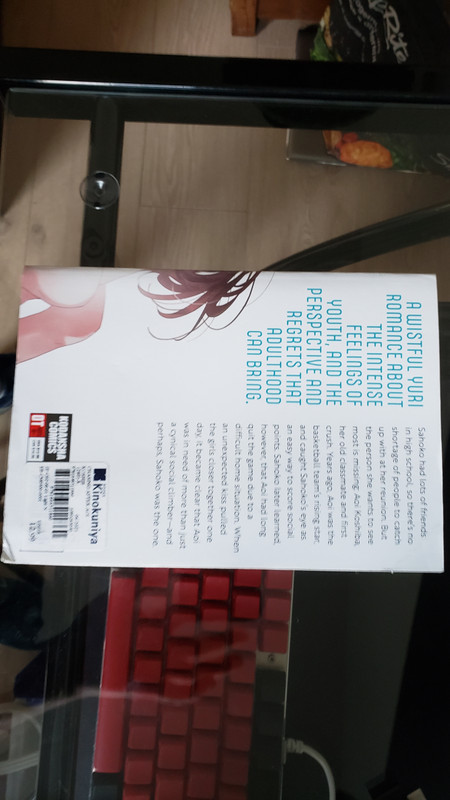 A WISTFUL YURI
ROMANCE ABOUT
THE INTENSE
FEELINGS OF
YOUTH, AND THE
PERSPECTIVE AND
REGRETS THAT
ADULTHOOD
CAN BRING.
Sahoko had lots of friends
in high school, so there's no
shortage of people to catch
up with at her reunion. But
the person she wants to see
most is missing: Aoi Koshiba,
her old classmate and first
crush. Years ago, Aoi was the
basketball team's rising star,
and caught Sahoko's eye as
an easy way to score social
points. Sahoko later learned,
however, that Aoi had long
quit the game due to a
difficult home situation. When
an unexpected kiss pulled
the girls closer together one
day, it became clear that Aoi
was in need of more than just
a cynical social climber—and
perhaps, Sahoko was the one
KODANSHA
COMICS
OT
Kinokuniya
Rita